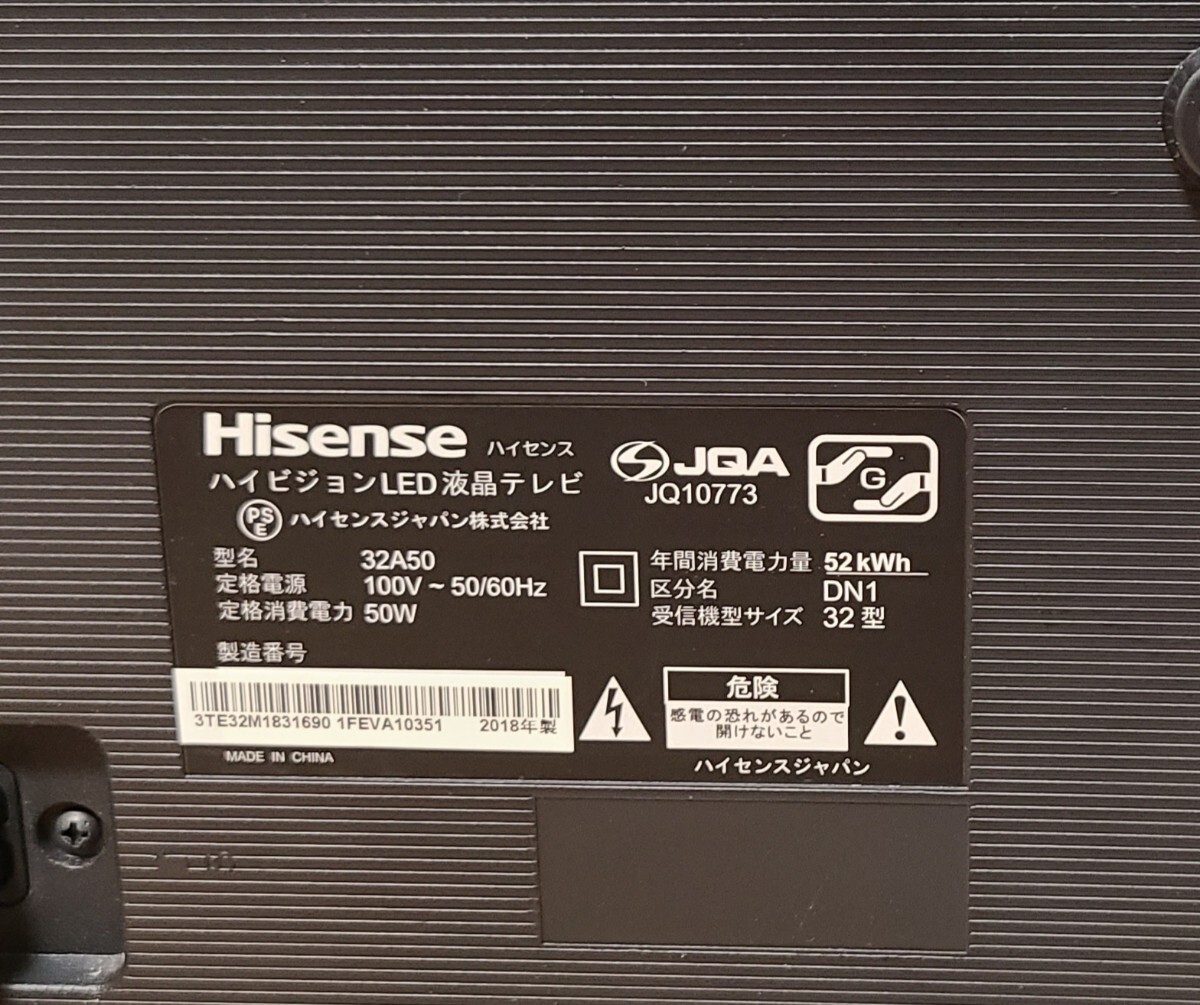 Hisense ハイセンス
ハイビジョンLED液晶テレビ
PSE ハイセンスジャパン株式会社
JQA
JQ10773
G
型名 32A50
定格電源 100V ~ 50/60Hz
定格消費電力 50W
年間消費電力量 52kWh
区分名 DN1
受信機型サイズ 32型
製造番号
3TE32M1831690 1FEVA10351 2018年製
MADE IN CHINA
危険
感電の恐れがあるので
開けないこと
ハイセンスジャパン